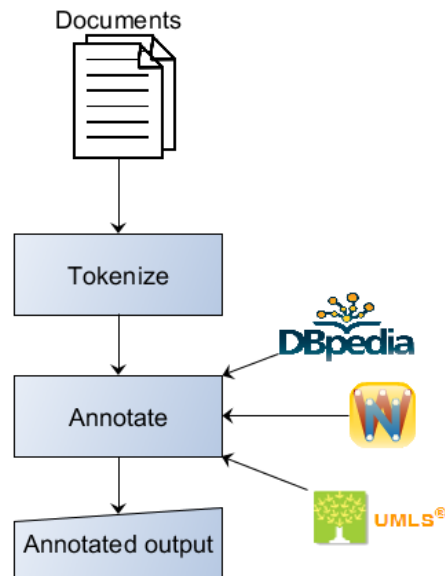 Documents
Tokenize
DBpedia
Annotate
W
UMLS®
Annotated output